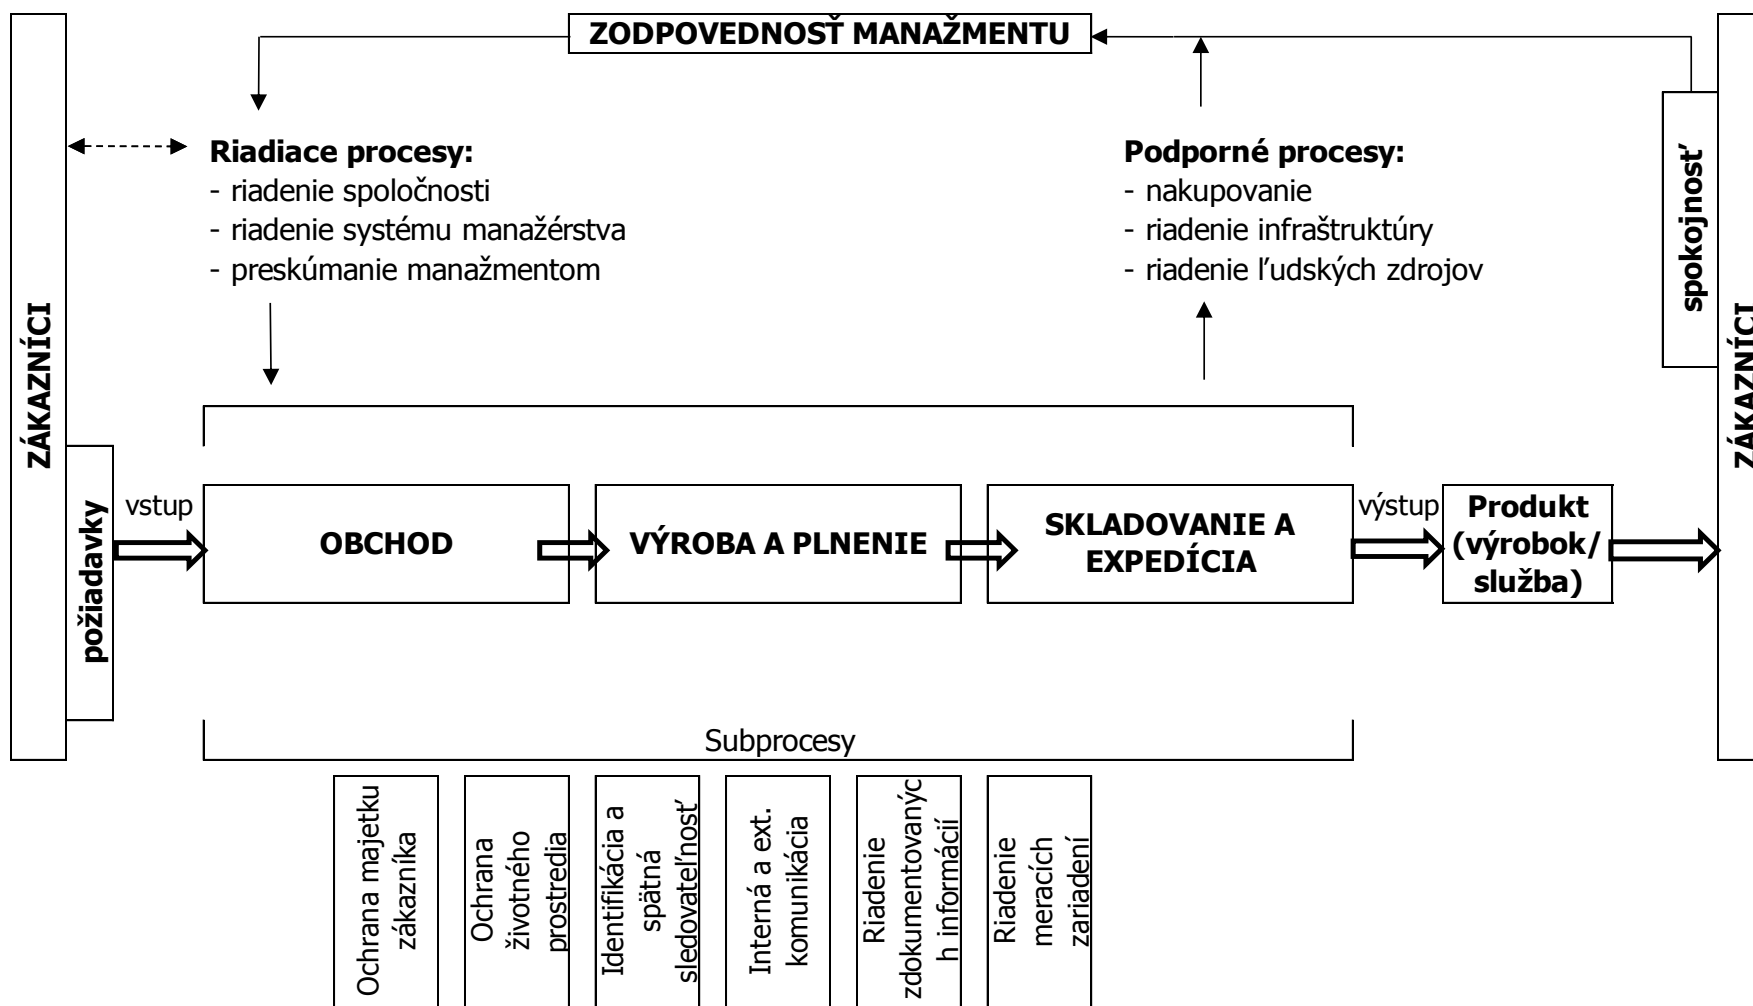 ZODPOVEDNOSŤ MANAŽMENTU
ZÁKAZNÍCI
požiadavky
Riadiace procesy:
- riadenie spoločnosti
- riadenie systému manažérstva
- preskúmanie manažmentom
Podporné procesy:
- nakupovanie
- riadenie infraštruktúry
- riadenie ľudských zdrojov
spokojnosť
ZÁKAZNÍCI
vstup
OBCHOD
VÝROBA A PLNENIE
SKLADOVANIE A
EXPEDÍCIA
výstup
Produkt
(výrobok/
služba)
Subprocesy
Ochrana majetku
zákazníka
Ochrana
životného
prostredia
Identifikácia a
spätná
sledovateľnosť
Interná a ext.
komunikácia
Riadenie
zdokumentovanýc
h informácií
Riadenie
meracích
zariadení